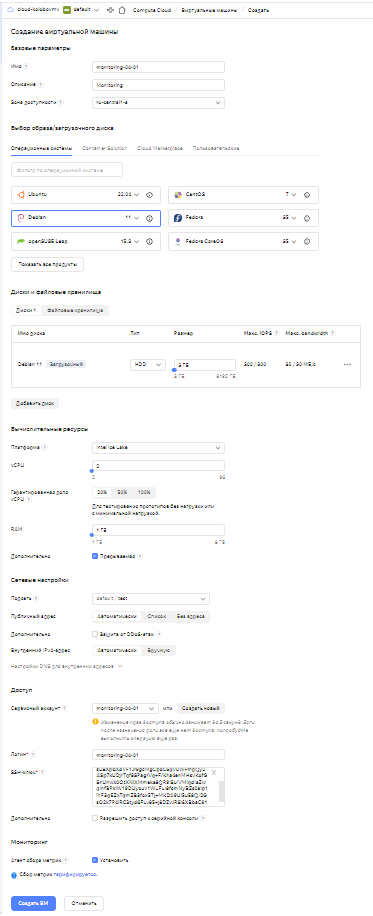 cloud-kolobovmv default Compute Cloud / Виртуальные машины / Создать
Создание виртуальной машины
Базовые параметры
Имя monitoring-06-01
Описание Monitoring
Зона доступности ru-central1-a
Выбор образа/загрузочного диска
Операционные системы Container Solution Cloud Marketplace Пользовательские
Фильтр по операционной системе
Ubuntu 22.04 CentOS 7
Debian 11 Fedora 35
openSUSE Leap 15.3 Fedora CoreOS 35
Показать все продукты
Диски и файловые хранилища
Диски 1 Файловые хранилища
Имя диска Тип Размер Макс. IOPS Макс. bandwidth
Debian 11 Загрузочный HDD 3 ГБ 300 / 300 30 / 30 МБ/с
3 ГБ 8192 ГБ
Добавить диск
Вычислительные ресурсы
Платформа Intel Ice Lake
vCPU 2
2 96
Гарантированная доля vCPU 20% 50% 100%
Для тестирования прототипов без нагрузки или
с минимальной нагрузкой.
RAM 1 ГБ
1 ГБ 8 ГБ
Дополнительно Прерываемая
Сетевые настройки
Подсеть default / test
Публичный адрес Автоматически Список Без адреса
Дополнительно Защита от DDoS-атак
Внутренний IPv4-адрес Автоматически Вручную
Настройки DNS для внутренних адресов
Доступ
Сервисный аккаунт monitoring-06-01 или Создать новый
Изменение прав доступа обычно занимает до 5 секунд. Если
после назначения роли все еще нет доступа, попробуйте
выполнить операцию еще раз.
Логин* monitoring-06-01
SSH-ключ*
Дополнительно Разрешить доступ к серийной консоли
Мониторинг
Агент сбора метрик Установить
Сбор метрик тарифицируется.
Создать ВМ Отменить